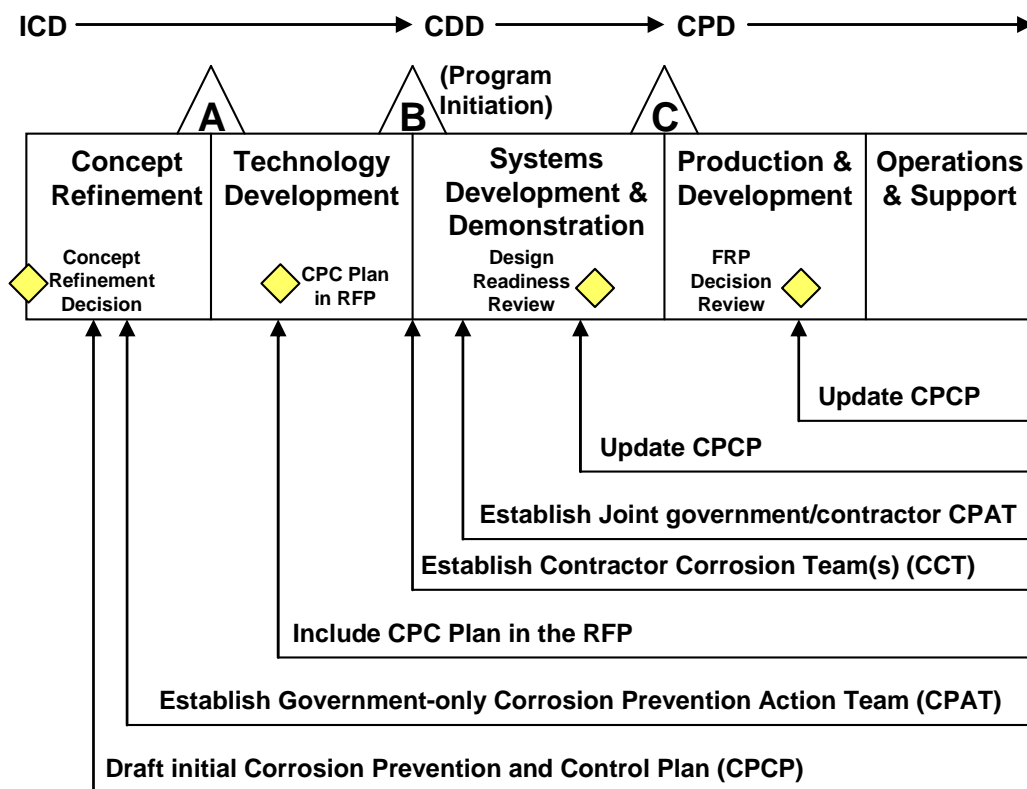 ICD
CDD
CPD
(Program
Initiation)
A
B
C
Concept
Refinement
Technology
Development
Systems
Development &
Demonstration
Production &
Development
Operations
& Support
Concept
Refinement
Decision
CPC Plan
in RFP
Design
Readiness
Review
FRP
Decision
Review
Update CPCP
Update CPCP
Establish Joint government/contractor CPAT
Establish Contractor Corrosion Team(s) (CCT)
Include CPC Plan in the RFP
Establish Government-only Corrosion Prevention Action Team (CPAT)
Draft initial Corrosion Prevention and Control Plan (CPCP)